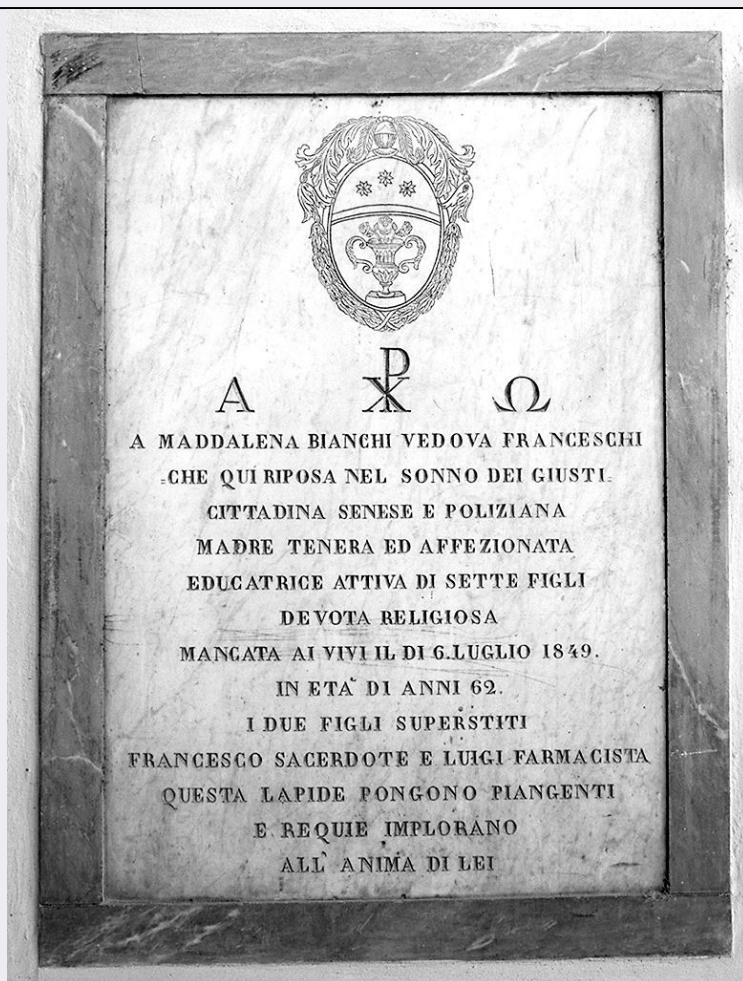 Α ☧ Ω
A MADDALENA BIANCHI VEDOVA FRANCESCHI
=CHE QUI RIPOSA NEL SONNO DEI GIUSTI=
CITTADINA SENESE E POLIZIANA
MADRE TENERA ED AFFEZIONATA
EDUCATRICE ATTIVA DI SETTE FIGLI
DEVOTA RELIGIOSA
MANCATA AI VIVI IL DI 6.LUGLIO 1849.
IN ETA` DI ANNI 62.
I DUE FIGLI SUPERSTITI
FRANCESCO SACERDOTE E LUIGI FARMACISTA
QUESTA LAPIDE PONGONO PIANGENTI
E REQUIE IMPLORANO
ALL' ANIMA DI LEI